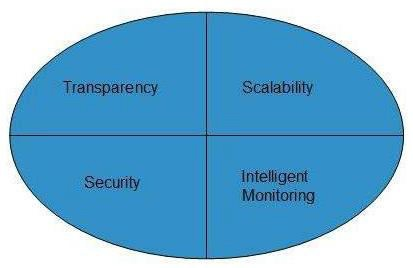 Transparency
Scalability
Security
Intelligent
Monitoring